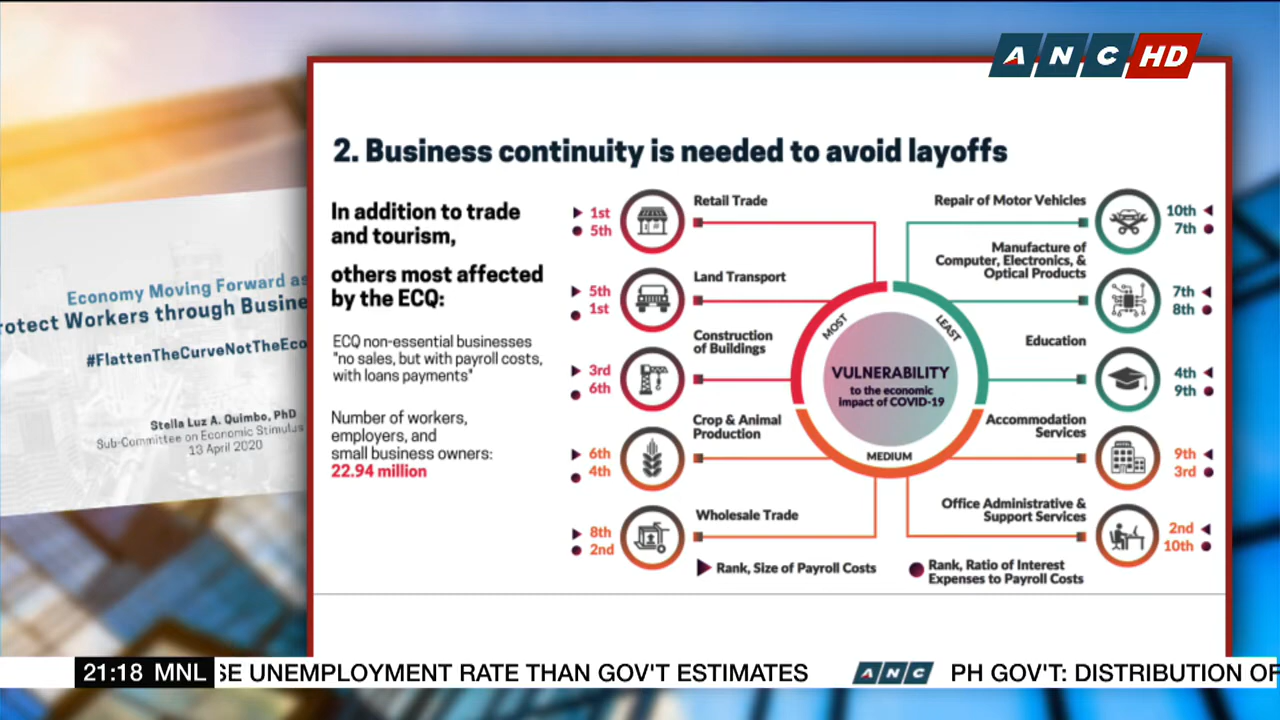 ANC HD
2. Business continuity is needed to avoid layoffs
In addition to trade
and tourism,
others most affected
by the ECQ:
ECQ non-essential businesses
"no sales, but with payroll costs,
with loans payments"
Number of workers,
employers, and
small business owners:
22.94 million
1st
5th
Retail Trade
5th
1st
Land Transport
3rd
6th
Construction
of Buildings
6th
4th
Crop & Animal
Production
8th
2nd
Wholesale Trade
MOST
LEAST
MEDIUM
VULNERABILITY
to the economic
impact of COVID-19
Repair of Motor Vehicles
10th
7th
Manufacture of
Computer, Electronics, &
Optical Products
7th
8th
Education
4th
9th
Accommodation
Services
9th
3rd
Office Administrative &
Support Services
2nd
10th
Rank, Size of Payroll Costs
Rank, Ratio of Interest
Expenses to Payroll Costs
Economy Moving Forward as
rotect Workers through Busine
#FlattenTheCurveNotTheEco
Stella Luz A. Quimbo, PhD
Sub-Committee on Economic Stimulus
13 April 2020
21:18 MNL
SE UNEMPLOYMENT RATE THAN GOV'T ESTIMATES
ANC
PH GOV'T: DISTRIBUTION OF